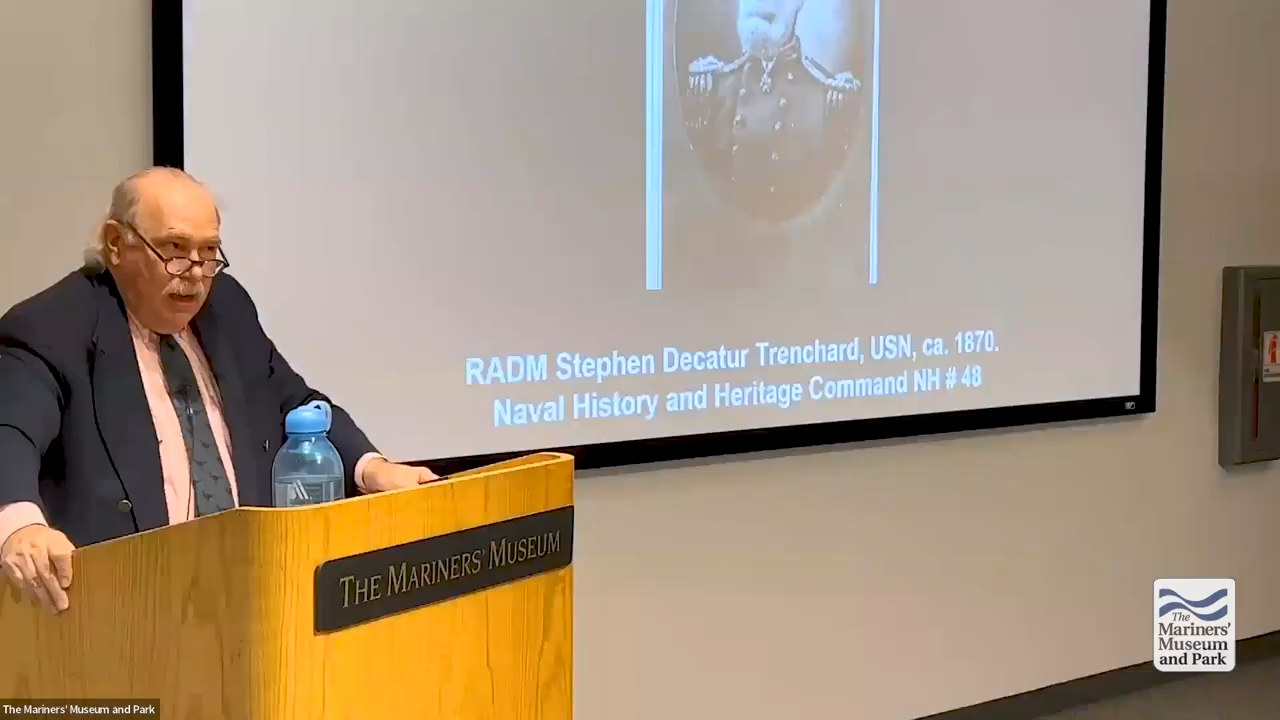 RADM Stephen Decatur Trenchard, USN, ca. 1870.
Naval History and Heritage Command NH # 48
THE MARINERS' MUSEUM
The
Mariners'
Museum
and Park
The Mariners' Museum and Park